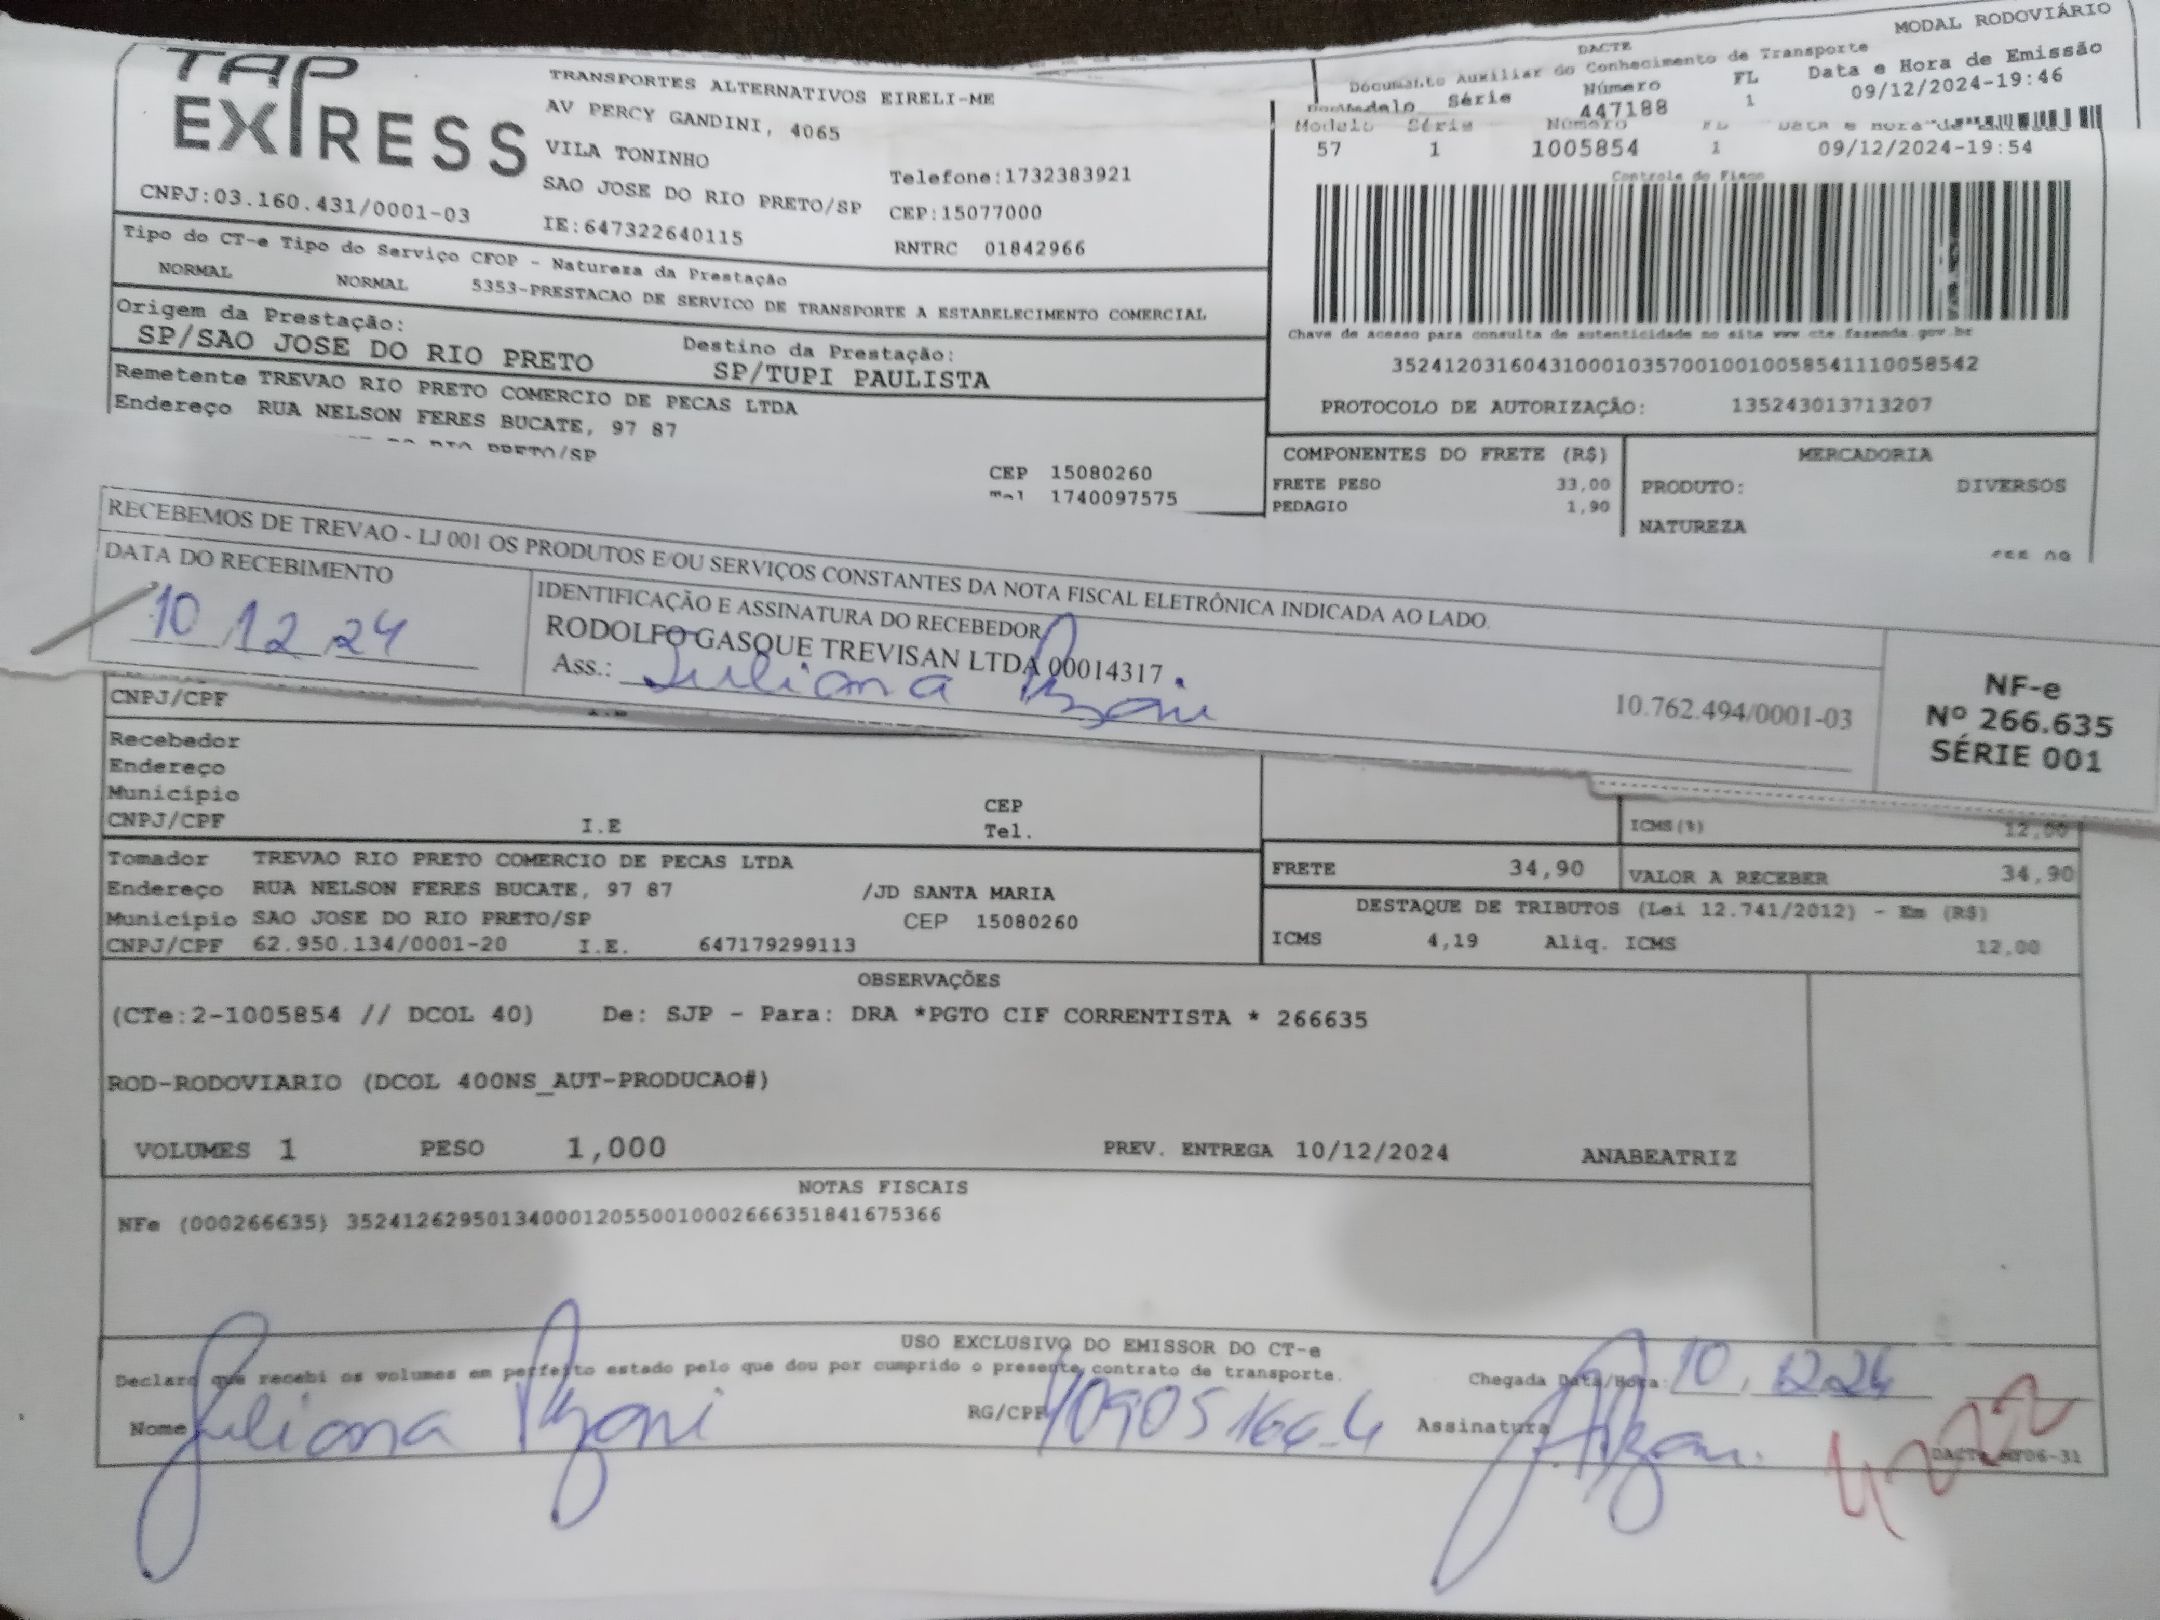 TAP EXPRESS
CNPJ:03.160.431/0001-03
TRANSPORTES ALTERNATIVOS EIRELI-ME
AV PERCY GANDINI, 4065
VILA TONINHO
SAO JOSE DO RIO PRETO/SP
IE:647322640115
Telefone:1732383921
CEP:15077000
RNTRC 01842966
MODAL RODOVIÁRIO
DACTE
Documento Auxiliar do Conhecimento de Transporte
Série Número FL Data e Hora de Emissão
447188 1 09/12/2024-19:46
Modelo Série Número FL Data e Hora de
57 1 1005854 1 09/12/2024-19:54
Controle do Fisco
Chave de acesso para consulta de autenticidade no site www.cte.fazenda.gov.br
35241203160431000103570010010058541110058542
PROTOCOLO DE AUTORIZAÇÃO: 135243013713207
Tipo do CT-e Tipo do Serviço CFOP - Natureza da Prestação
NORMAL NORMAL 5353-PRESTACAO DE SERVICO DE TRANSPORTE A ESTABELECIMENTO COMERCIAL
Origem da Prestação: Destino da Prestação:
SP/SAO JOSE DO RIO PRETO SP/TUPI PAULISTA
Remetente TREVAO RIO PRETO COMERCIO DE PECAS LTDA
Endereço RUA NELSON FERES BUCATE, 97 87
RIO PRETO/SP
CEP 15080260
Tel 1740097575
COMPONENTES DO FRETE (R$)
FRETE PESO 33,00
PEDAGIO 1,90
MERCADORIA
PRODUTO: DIVERSOS
NATUREZA
RECEBEMOS DE TREVAO - LJ 001 OS PRODUTOS E/OU SERVIÇOS CONSTANTES DA NOTA FISCAL ELETRÔNICA INDICADA AO LADO.
DATA DO RECEBIMENTO
10 12 24
IDENTIFICAÇÃO E ASSINATURA DO RECEBEDOR
RODOLFO GASQUE TREVISAN LTDA 00014317
Ass.: Juliana
10.762.494/0001-03
NF-e
Nº 266.635
SÉRIE 001
CNPJ/CPF
Recebedor
Endereço
Município CEP
CNPJ/CPF I.E Tel.
ICMS(%) 12,00
Tomador TREVAO RIO PRETO COMERCIO DE PECAS LTDA
Endereço RUA NELSON FERES BUCATE, 97 87 /JD SANTA MARIA
Município SAO JOSE DO RIO PRETO/SP CEP 15080260
CNPJ/CPF 62.950.134/0001-20 I.E. 647179299113
FRETE 34,90 VALOR A RECEBER 34,90
DESTAQUE DE TRIBUTOS (Lei 12.741/2012) - Em (R$)
ICMS 4,19 Aliq. ICMS 12,00
OBSERVAÇÕES
(CTe:2-1005854 // DCOL 40) De: SJP - Para: DRA *PGTO CIF CORRENTISTA * 266635
ROD-RODOVIARIO (DCOL 400NS_AUT-PRODUCAO#)
VOLUMES 1 PESO 1,000 PREV. ENTREGA 10/12/2024 ANABEATRIZ
NOTAS FISCAIS
NFe (000266635) 35241262950134000120550010002666351841675366
USO EXCLUSIVO DO EMISSOR DO CT-e
Declaro que recebi os volumes em perfeito estado pelo que dou por cumprido o presente contrato de transporte.
Chegada Data/Hora: 10 12 24
Nome Juliana
RG/CPF
Assinatura